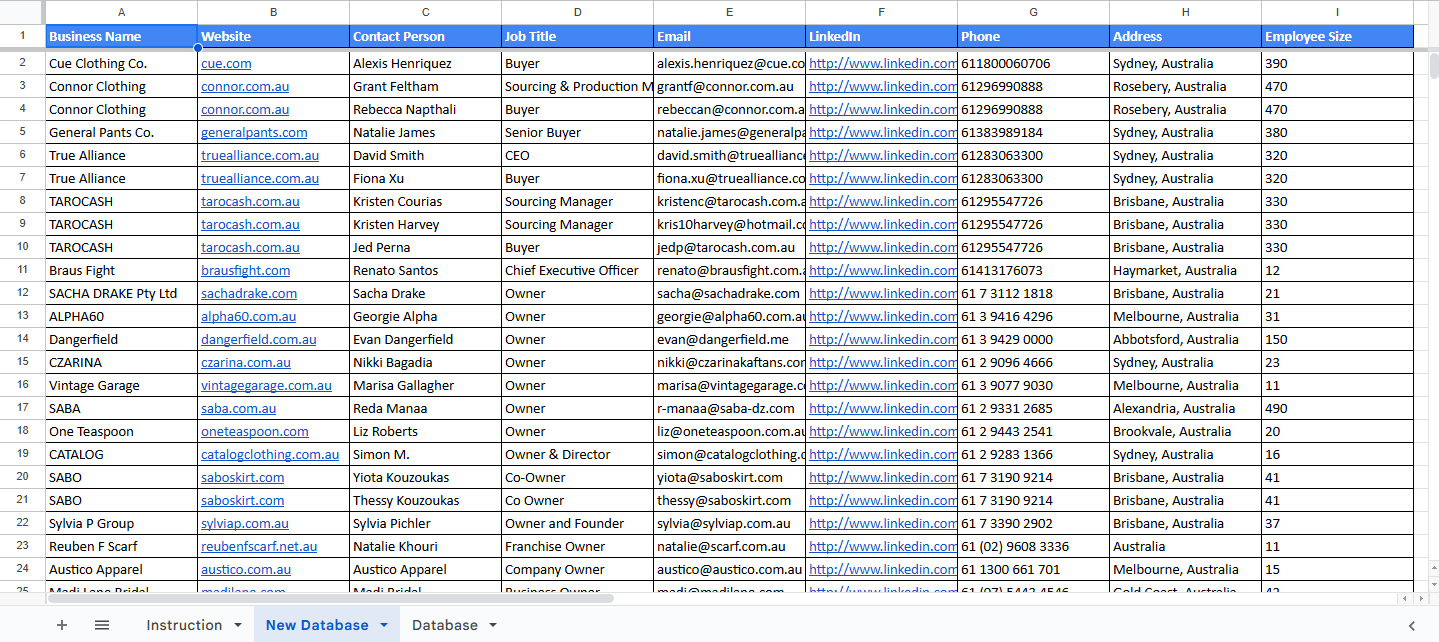 A B C D E F G H I
1 Business Name Website Contact Person Job Title Email LinkedIn Phone Address Employee Size
2 Cue Clothing Co. cue.com Alexis Henriquez Buyer alexis.henriquez@cue.co http://www.linkedin.com 611800060706 Sydney, Australia 390
3 Connor Clothing connor.com.au Grant Feltham Sourcing & Production M grantf@connor.com.au http://www.linkedin.com 61296990888 Rosebery, Australia 470
4 Connor Clothing connor.com.au Rebecca Napthali Buyer rebeccan@connor.com.a http://www.linkedin.com 61296990888 Rosebery, Australia 470
5 General Pants Co. generalpants.com Natalie James Senior Buyer natalie.james@generalpa http://www.linkedin.com 61383989184 Sydney, Australia 380
6 True Alliance truealliance.com.au David Smith CEO david.smith@truealliance http://www.linkedin.com 61283063300 Sydney, Australia 320
7 True Alliance truealliance.com.au Fiona Xu Buyer fiona.xu@truealliance.co http://www.linkedin.com 61283063300 Sydney, Australia 320
8 TAROCASH tarocash.com.au Kristen Courias Sourcing Manager kristenc@tarocash.com.a http://www.linkedin.com 61295547726 Brisbane, Australia 330
9 TAROCASH tarocash.com.au Kristen Harvey Sourcing Manager kris10harvey@hotmail.co http://www.linkedin.com 61295547726 Brisbane, Australia 330
10 TAROCASH tarocash.com.au Jed Perna Buyer jedp@tarocash.com.au http://www.linkedin.com 61295547726 Brisbane, Australia 330
11 Braus Fight brausfight.com Renato Santos Chief Executive Officer renato@brausfight.com.a http://www.linkedin.com 61413176073 Haymarket, Australia 12
12 SACHA DRAKE Pty Ltd sachadrake.com Sacha Drake Owner sacha@sachadrake.com http://www.linkedin.com 61 7 3112 1818 Brisbane, Australia 21
13 ALPHA60 alpha60.com.au Georgie Alpha Owner georgie@alpha60.com.au http://www.linkedin.com 61 3 9416 4296 Melbourne, Australia 31
14 Dangerfield dangerfield.com.au Evan Dangerfield Owner evan@dangerfield.me http://www.linkedin.com 61 3 9429 0000 Abbotsford, Australia 150
15 CZARINA czarina.com.au Nikki Bagadia Owner nikki@czarinakaftans.com http://www.linkedin.com 61 2 9096 4666 Sydney, Australia 23
16 Vintage Garage vintagegarage.com.au Marisa Gallagher Owner marisa@vintagegarage.co http://www.linkedin.com 61 3 9077 9030 Melbourne, Australia 11
17 SABA saba.com.au Reda Manaa Owner r-manaa@saba-dz.com http://www.linkedin.com 61 2 9331 2685 Alexandria, Australia 490
18 One Teaspoon oneteaspoon.com Liz Roberts Owner liz@oneteaspoon.com.au http://www.linkedin.com 61 2 9443 2541 Brookvale, Australia 20
19 CATALOG catalogclothing.com.au Simon M. Owner & Director simon@catalogclothing.c http://www.linkedin.com 61 2 9283 1366 Sydney, Australia 16
20 SABO saboskirt.com Yiota Kouzoukas Co-Owner yiota@saboskirt.com http://www.linkedin.com 61 7 3190 9214 Brisbane, Australia 41
21 SABO saboskirt.com Thessy Kouzoukas Co Owner thessy@saboskirt.com http://www.linkedin.com 61 7 3190 9214 Brisbane, Australia 41
22 Sylvia P Group sylviap.com.au Sylvia Pichler Owner and Founder sylvia@sylviap.com.au http://www.linkedin.com 61 7 3390 2902 Brisbane, Australia 37
23 Reuben F Scarf reubenfscarf.net.au Natalie Khouri Franchise Owner natalie@scarf.com.au http://www.linkedin.com 61 (02) 9608 3336 Australia 11
24 Austico Apparel austico.com.au Austico Apparel Company Owner austico@austico.com.au http://www.linkedin.com 61 1300 661 701 Melbourne, Australia 15
25 Business Owner http://www.linkedin.com Gold Coast, Australia
Instruction New Database Database